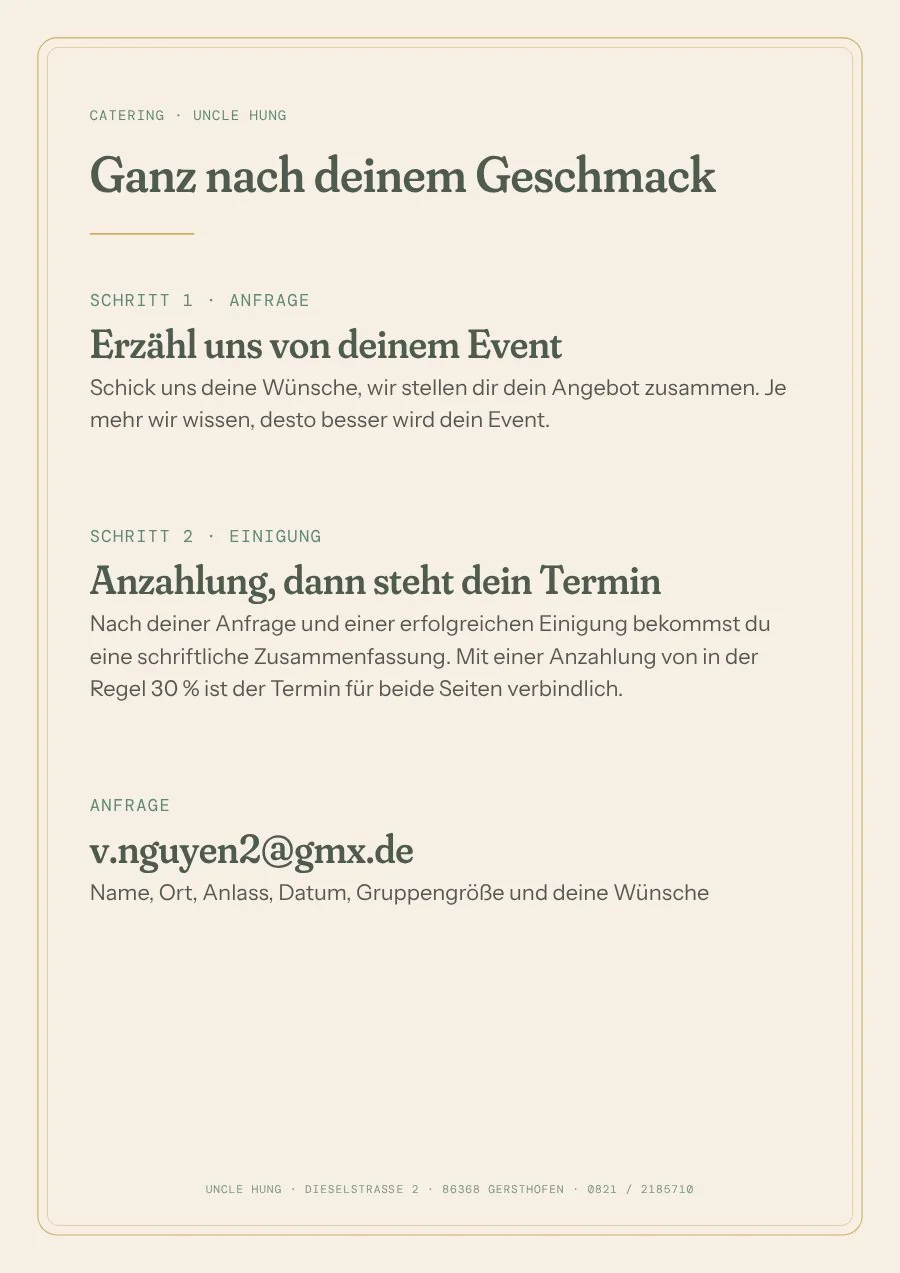 CATERING · UNCLE HUNG
Ganz nach deinem Geschmack
SCHRITT 1 · ANFRAGE
Erzähl uns von deinem Event
Schick uns deine Wünsche, wir stellen dir dein Angebot zusammen. Je
mehr wir wissen, desto besser wird dein Event.
SCHRITT 2 · EINIGUNG
Anzahlung, dann steht dein Termin
Nach deiner Anfrage und einer erfolgreichen Einigung bekommst du
eine schriftliche Zusammenfassung. Mit einer Anzahlung von in der
Regel 30 % ist der Termin für beide Seiten verbindlich.
ANFRAGE
v.nguyen2@gmx.de
Name, Ort, Anlass, Datum, Gruppengröße und deine Wünsche
UNCLE HUNG · DIESELSTRASSE 2 · 86368 GERSTHOFEN · 0821 / 2185710